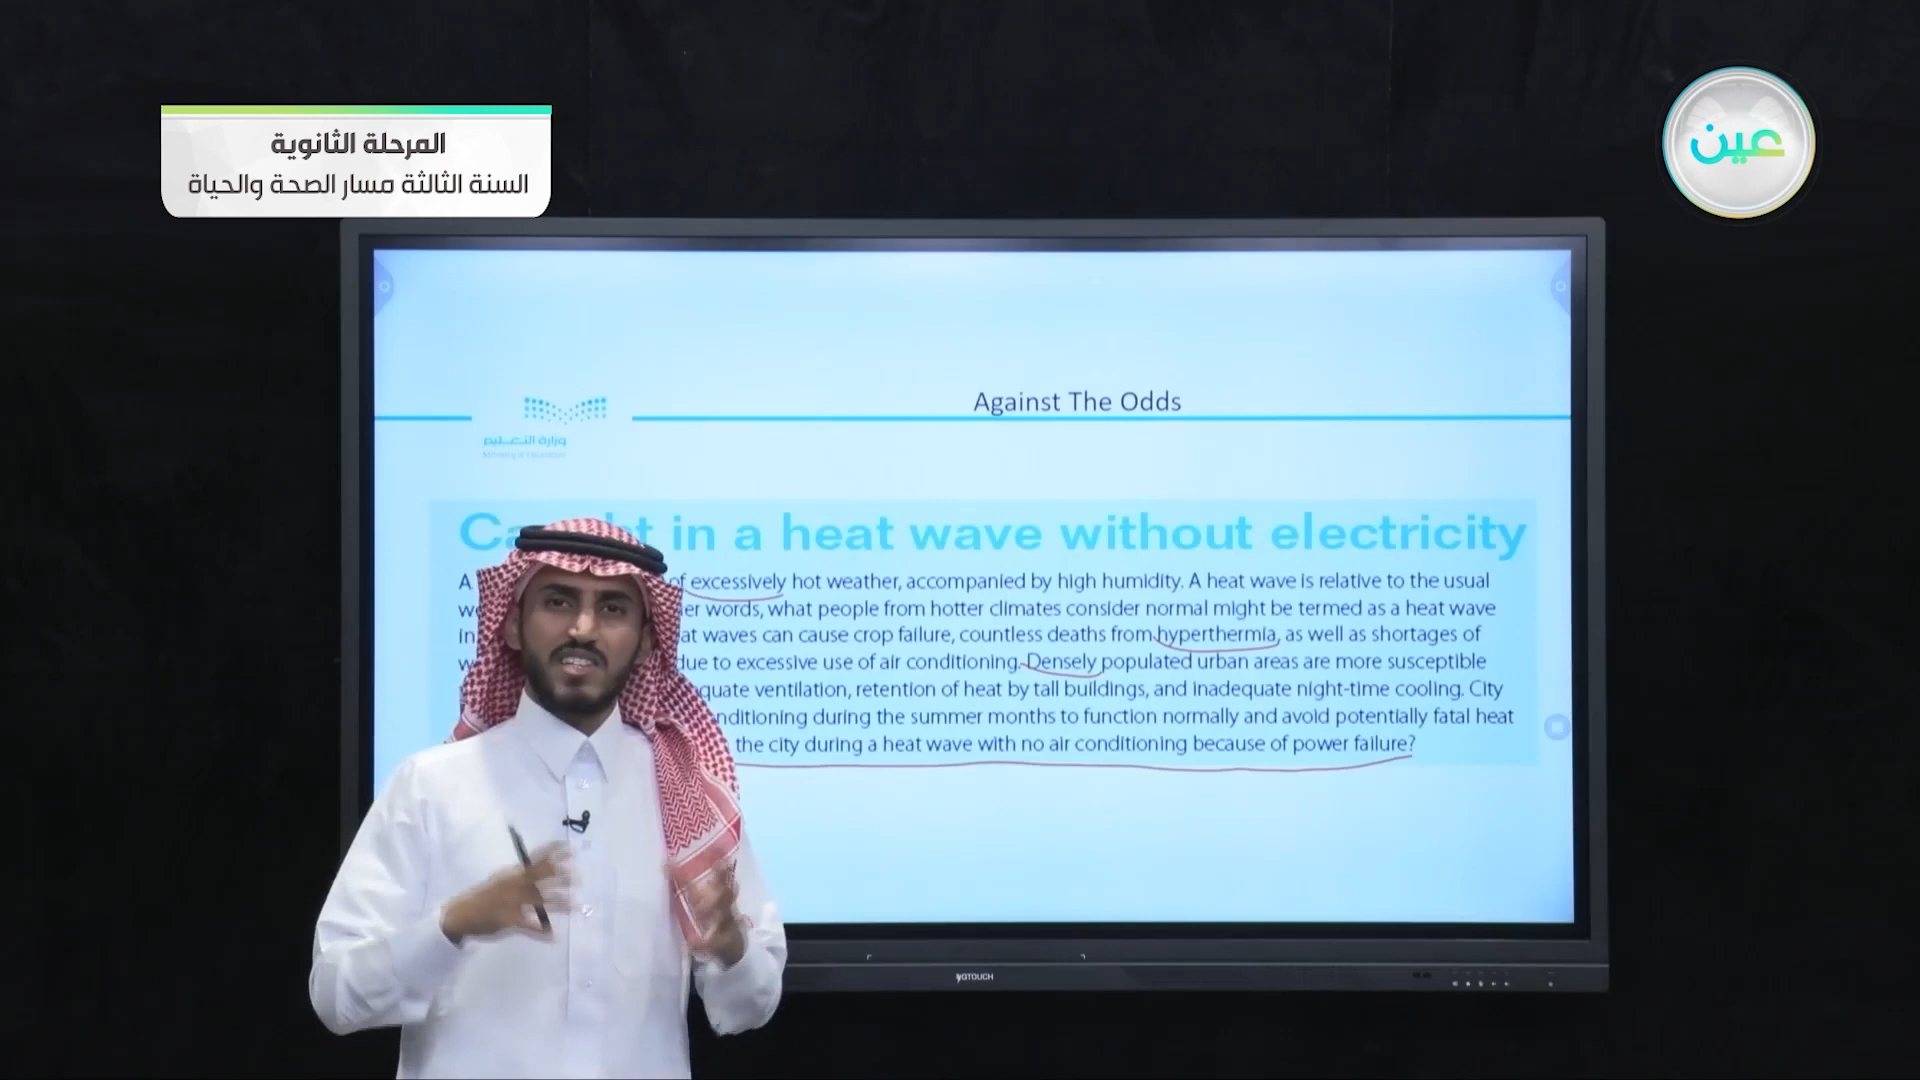 المرحلة الثانوية
السنة الثالثة مسار الصحة والحياة
عين
Against The Odds
وزارة التعليم
Ministry of Education
in a heat wave without electricity
A of excessively hot weather, accompanied by high humidity. A heat wave is relative to the usual
words, what people from hotter climates consider normal might be termed as a heat wave
in waves can cause crop failure, countless deaths from hyperthermia, as well as shortages of
due to excessive use of air conditioning. Densely populated urban areas are more susceptible
ventilation, retention of heat by tall buildings, and inadequate night-time cooling. City
during the summer months to function normally and avoid potentially fatal heat
the city during a heat wave with no air conditioning because of power failure?